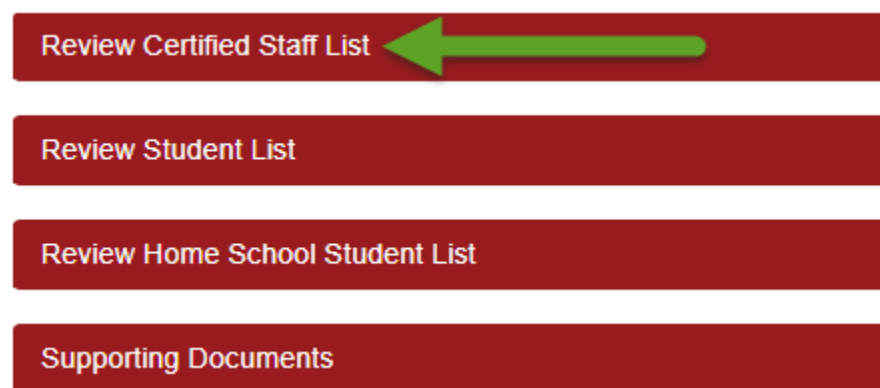 Review Certified Staff List
Review Student List
Review Home School Student List
Supporting Documents